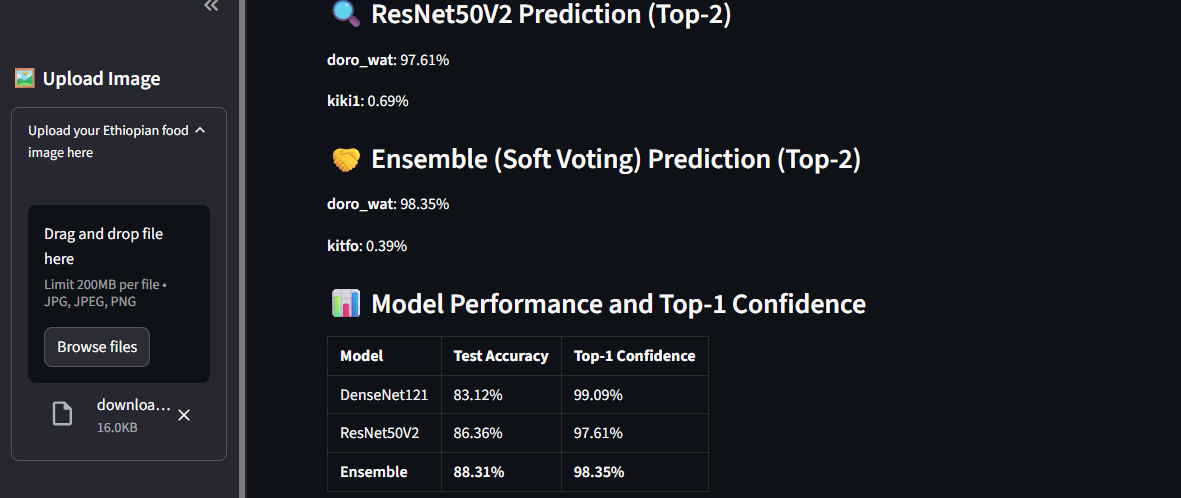 Upload Image
Upload your Ethiopian food
image here
Drag and drop file
here
Limit 200MB per file •
JPG, JPEG, PNG
Browse files
downloa...
16.0KB
ResNet50V2 Prediction (Top-2)
doro_wat: 97.61%
kiki1: 0.69%
Ensemble (Soft Voting) Prediction (Top-2)
doro_wat: 98.35%
kitfo: 0.39%
Model Performance and Top-1 Confidence
Model Test Accuracy Top-1 Confidence
DenseNet121 83.12% 99.09%
ResNet50V2 86.36% 97.61%
Ensemble 88.31% 98.35%